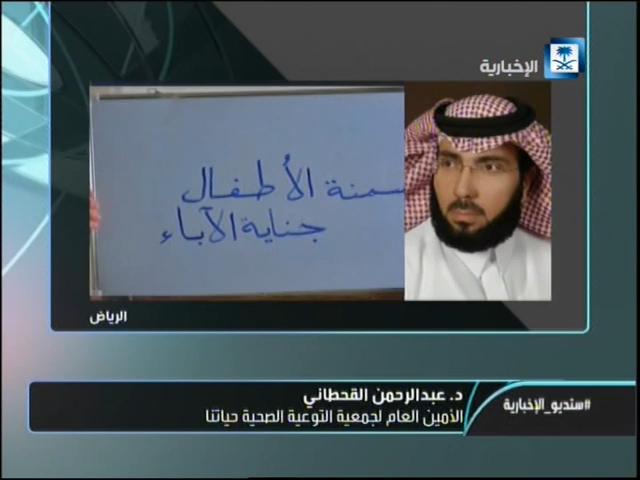 الإخبارية
سمنة الأطفال
جناية الآباء
الرياض
د. عبدالرحمن القحطاني
الأمين العام لجمعية التوعية الصحية حياتنا
#ستديو_الإخبارية